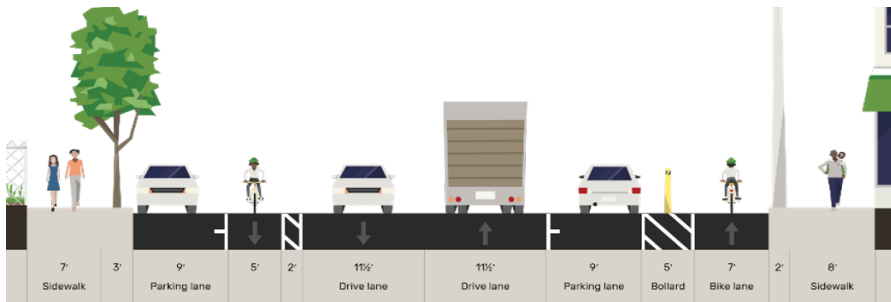 7' 3' 9' 5' 2' 11½' 11½' 9' 5' 7' 2' 8'
Sidewalk Parking lane Drive lane Drive lane Parking lane Bollard Bike lane Sidewalk